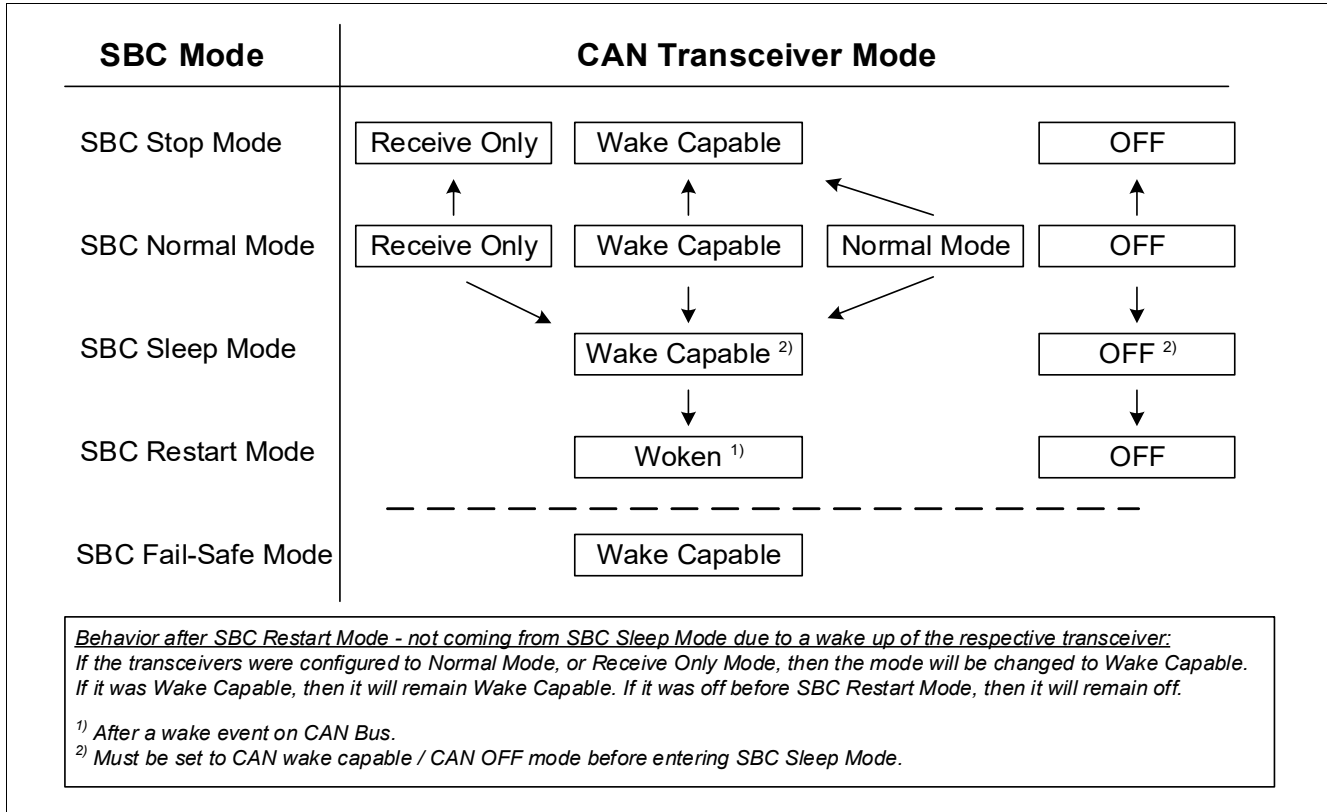 SBC Mode CAN Transceiver Mode
SBC Stop Mode Receive Only Wake Capable OFF
SBC Normal Mode Receive Only Wake Capable Normal Mode OFF
SBC Sleep Mode Wake Capable 2) OFF 2)
SBC Restart Mode Woken 1) OFF
SBC Fail-Safe Mode Wake Capable
Behavior after SBC Restart Mode - not coming from SBC Sleep Mode due to a wake up of the respective transceiver:
If the transceivers were configured to Normal Mode, or Receive Only Mode, then the mode will be changed to Wake Capable.
If it was Wake Capable, then it will remain Wake Capable. If it was off before SBC Restart Mode, then it will remain off.
1) After a wake event on CAN Bus.
2) Must be set to CAN wake capable / CAN OFF mode before entering SBC Sleep Mode.